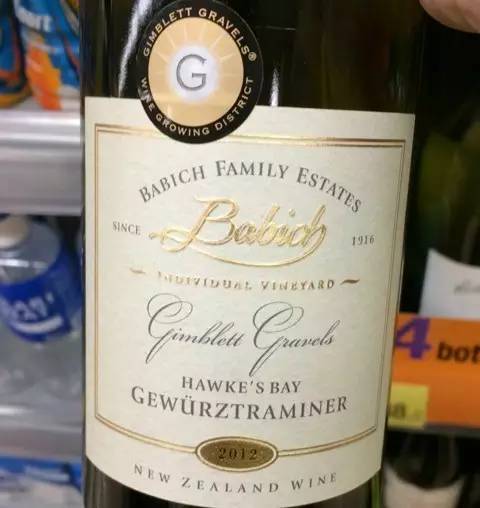 GIMBLETT GRAVELS®
G
WINE GROWING DISTRICT
BABICH FAMILY ESTATES
SINCE Babich 1916
INDIVIDUAL VINEYARD
Gimblett Gravels
HAWKE'S BAY
GEWÜRZTRAMINER
2012
NEW ZEALAND WINE
4 bot